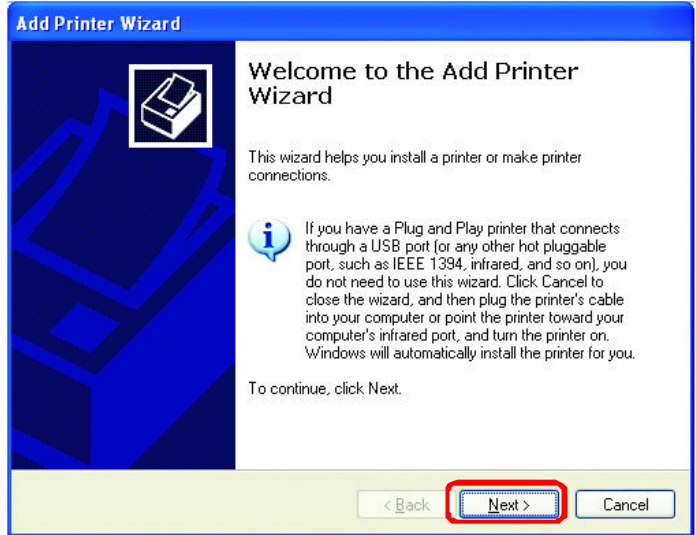 Add Printer Wizard
Welcome to the Add Printer
Wizard
This wizard helps you install a printer or make printer
connections.
If you have a Plug and Play printer that connects
through a USB port (or any other hot pluggable
port, such as IEEE 1394, infrared, and so on), you
do not need to use this wizard. Click Cancel to
close the wizard, and then plug the printer's cable
into your computer or point the printer toward your
computer's infrared port, and turn the printer on.
Windows will automatically install the printer for you.
To continue, click Next.
< Back Next > Cancel